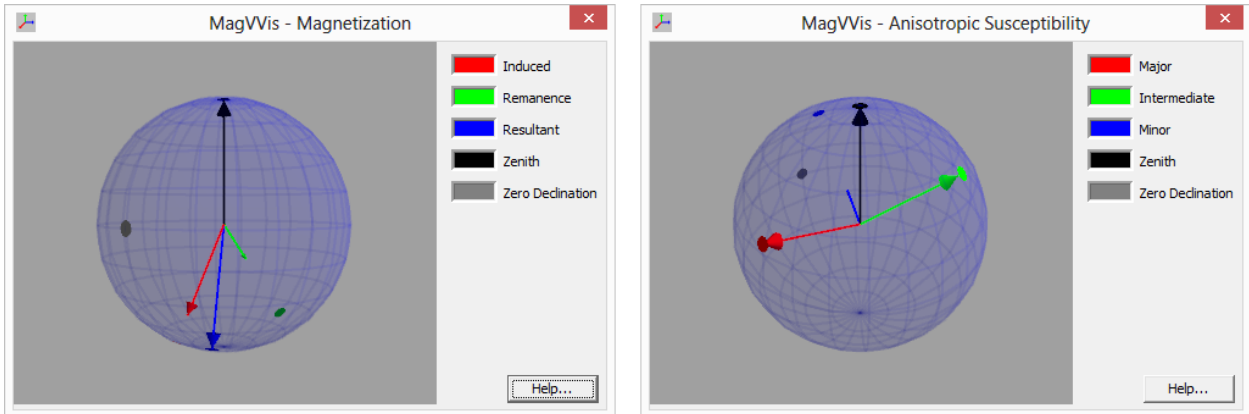 MagVVis - Magnetization
Induced
Remanence
Resultant
Zenith
Zero Declination
Help...
MagVVis - Anisotropic Susceptibility
Major
Intermediate
Minor
Zenith
Zero Declination
Help...